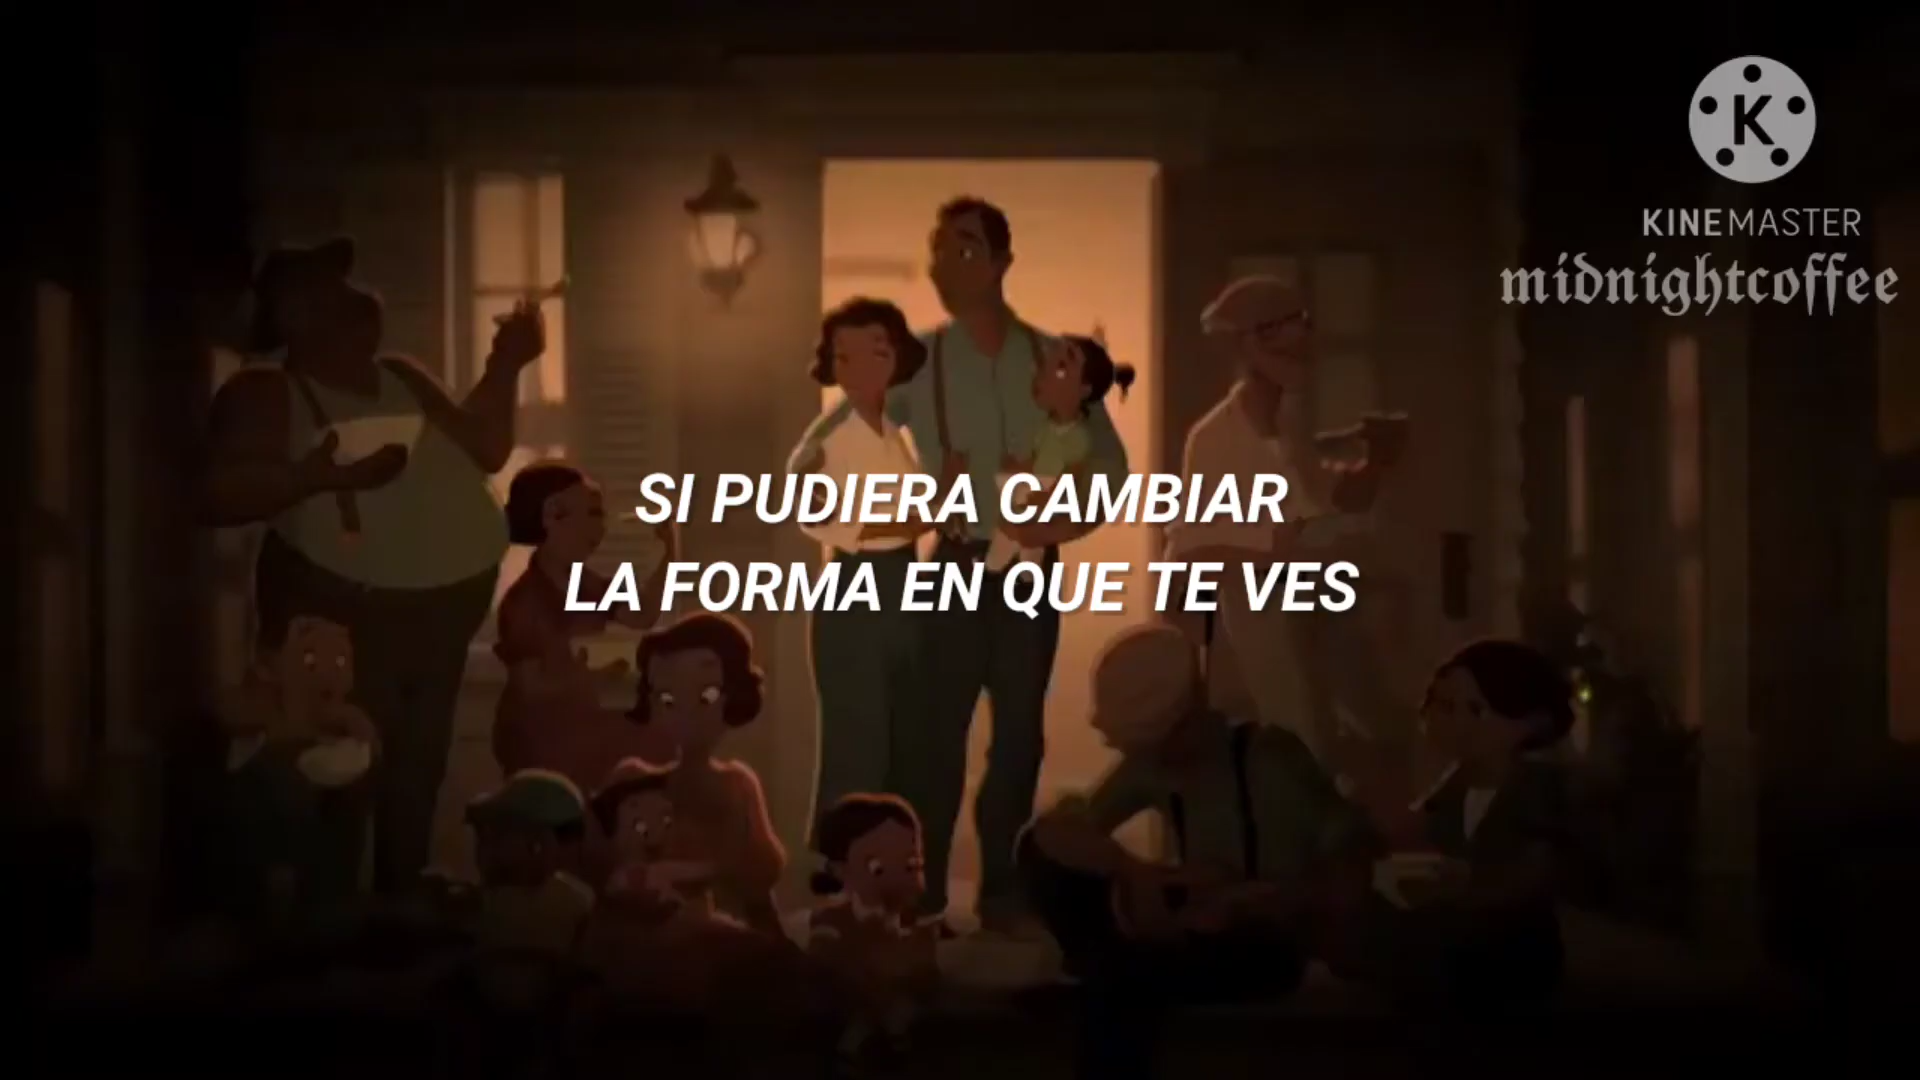 K
KINEMASTER
midnightcoffee
SI PUDIERA CAMBIAR
LA FORMA EN QUE TE VES